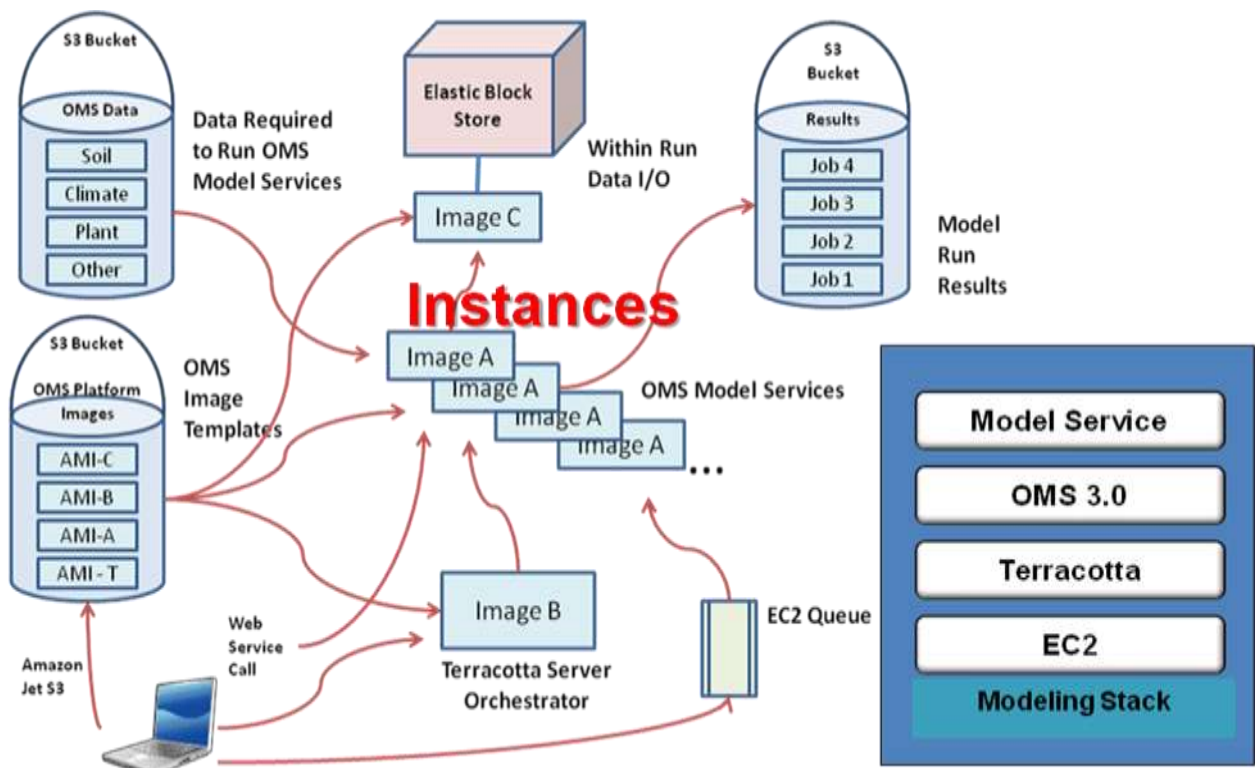 S3 Bucket
OMS Data
Soil
Climate
Plant
Other
Data Required
to Run OMS
Model Services
Elastic Block
Store
Within Run
Data I/O
Image C
S3
Bucket
Results
Job 4
Job 3
Job 2
Job 1
Model
Run
Results
Instances
S3 Bucket
OMS Platform
Images
AMI-C
AMI-B
AMI-A
AMI - T
OMS
Image
Templates
Image A
Image A
Image A
Image A
...
OMS Model Services
Image B
Terracotta Server
Orchestrator
Web
Service
Call
Amazon
Jet S3
EC2 Queue
Model Service
OMS 3.0
Terracotta
EC2
Modeling Stack